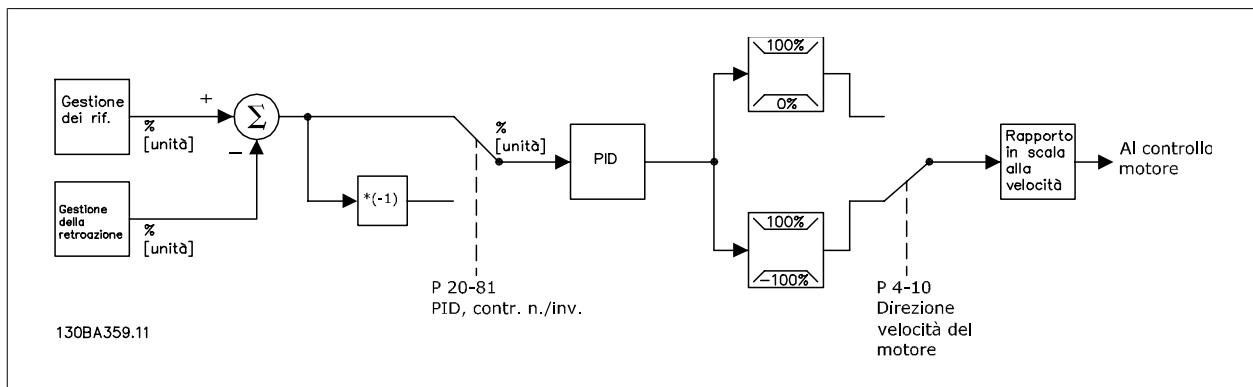 Gestione
dei rif.
+
%
[unità]
Σ
−
Gestione
della
retroazione
%
[unità]
*(-1)
%
[unità]
P 20-81
PID, contr. n./inv.
PID
100%
0%
100%
-100%
P 4-10
Direzione
velocità del
motore
Rapporto
in scala
alla
velocità
Al controllo
motore
130BA359.11